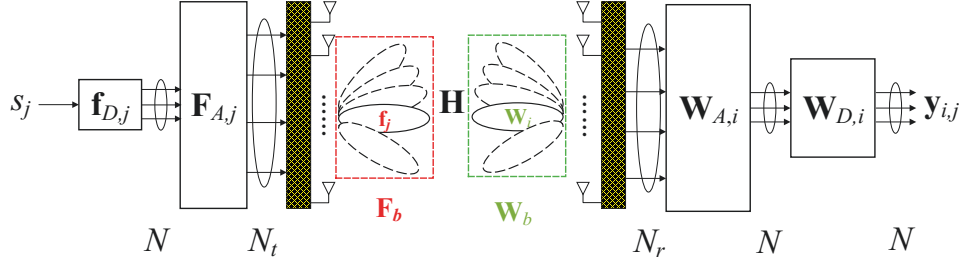 s_j
f_{D,j}
F_{A,j}
f_j
H
W_i
W_{A,i}
W_{D,i}
y_{i,j}
F_b
W_b
N
N_t
N_r
N
N